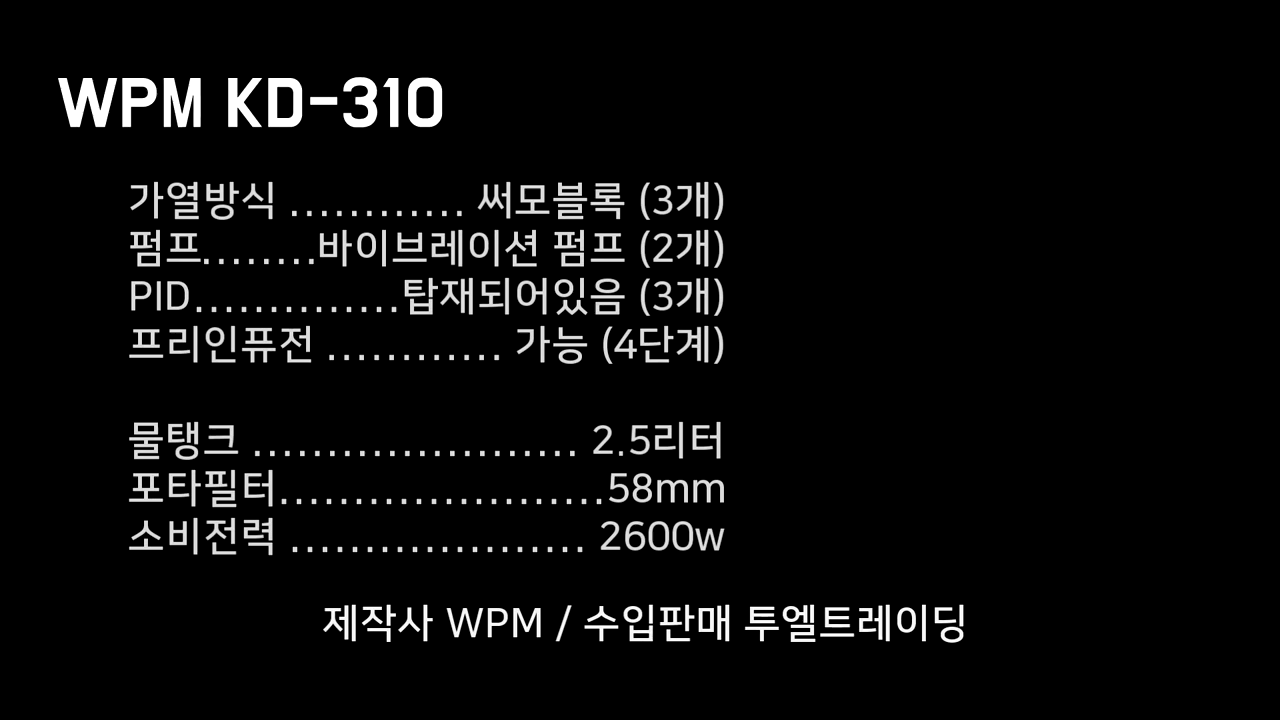 WPM KD-310
가열방식 ............ 써모블록 (3개)
펌프........바이브레이션 펌프 (2개)
PID..............탑재되어있음 (3개)
프리인퓨전 ............ 가능 (4단계)
물탱크 ...................... 2.5리터
포타필터......................58mm
소비전력 .................... 2600w
제작사 WPM / 수입판매 투엘트레이딩